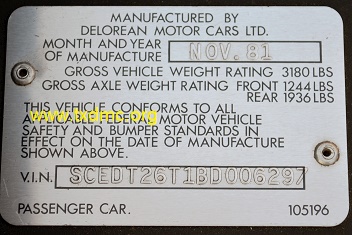 MANUFACTURED BY
DELOREAN MOTOR CARS LTD.
MONTH AND YEAR
OF MANUFACTURE NOV. 81
GROSS VEHICLE WEIGHT RATING 3180 LBS
GROSS AXLE WEIGHT RATING FRONT 1244 LBS
REAR 1936 LBS
THIS VEHICLE CONFORMS TO ALL
MOTOR VEHICLE
SAFETY AND BUMPER STANDARDS IN
EFFECT ON THE DATE OF MANUFACTURE
SHOWN ABOVE.
V.I.N. SCEDT26T1BD006297
PASSENGER CAR. 105196